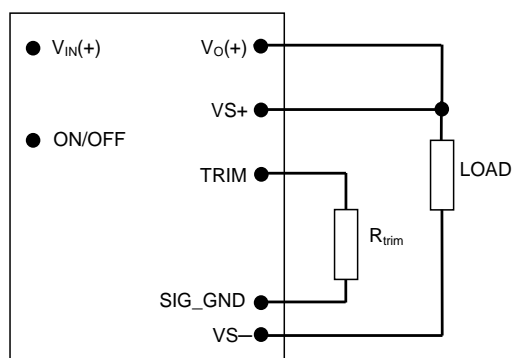 V_IN(+) V_O(+)
VS+
ON/OFF
TRIM
LOAD
R_trim
SIG_GND
VS─